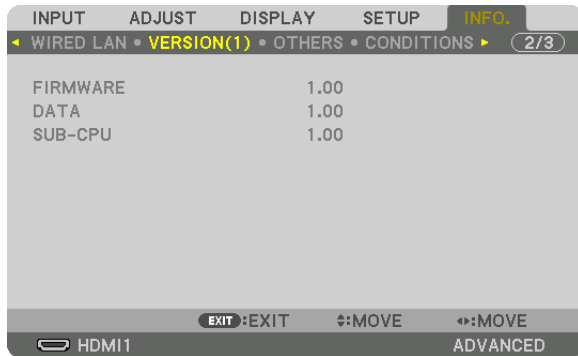 INPUT ADJUST DISPLAY SETUP INFO.
WIRED LAN • VERSION(1) • OTHERS • CONDITIONS 2/3
FIRMWARE 1.00
DATA 1.00
SUB-CPU 1.00
EXIT :EXIT :MOVE :MOVE
HDMI1 ADVANCED